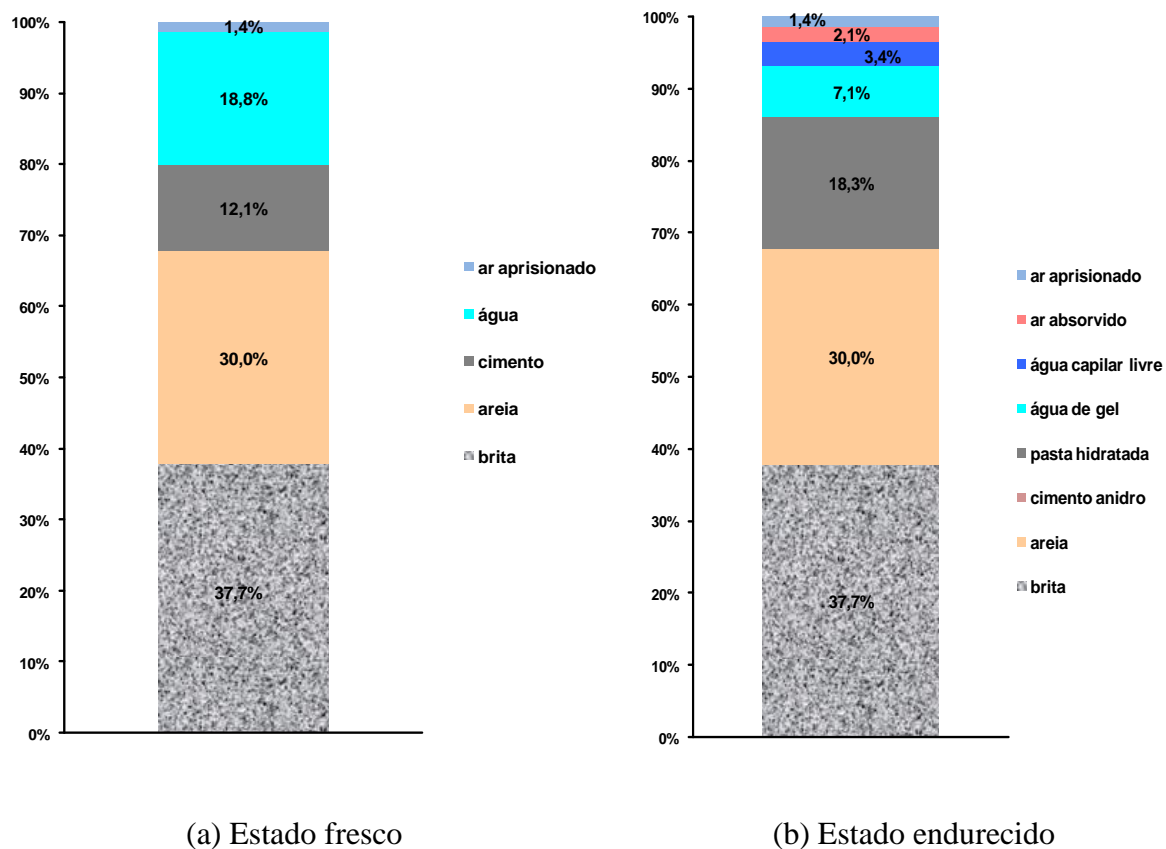 100%
90%
80%
70%
60%
50%
40%
30%
20%
10%
0%
1,4%
18,8%
12,1%
30,0%
37,7%
ar aprisionado
água
cimento
areia
brita
(a) Estado fresco
100%
90%
80%
70%
60%
50%
40%
30%
20%
10%
0%
1,4%
2,1%
3,4%
7,1%
18,3%
30,0%
37,7%
ar aprisionado
ar absorvido
água capilar livre
água de gel
pasta hidratada
cimento anidro
areia
brita
(b) Estado endurecido